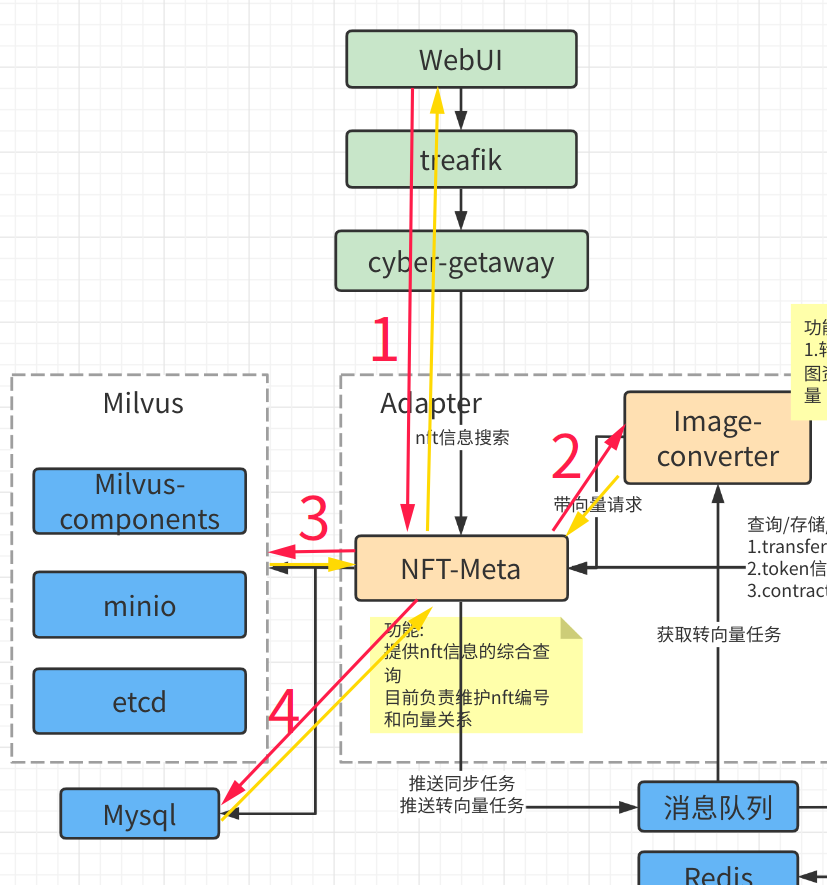 WebUI
treafik
cyber-getaway
1
功能
1.转
图资
量
Milvus
Adapter
nft信息搜索
Image-
converter
2
带向量请求
Milvus-
components
3
查询/存储/
1.transfer
2.token信
3.contract
NFT-Meta
minio
功能:
提供nft信息的综合查
询
目前负责维护nft编号
和向量关系
获取转向量任务
etcd
4
推送同步任务
推送转向量任务
Mysql
消息队列
Redis